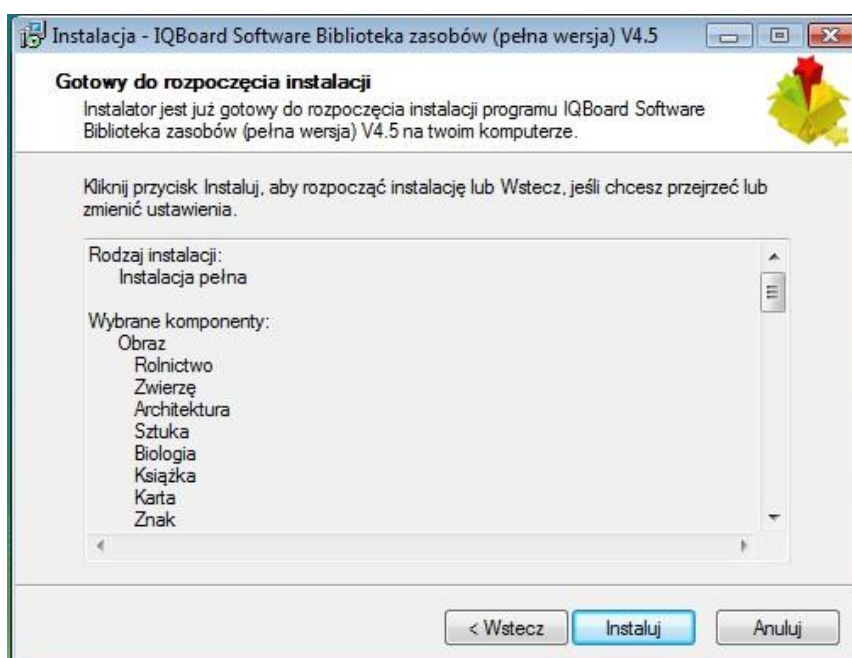 Instalacja - IQBoard Software Biblioteka zasobów (pełna wersja) V4.5
Gotowy do rozpoczęcia instalacji
Instalator jest już gotowy do rozpoczęcia instalacji programu IQBoard Software
Biblioteka zasobów (pełna wersja) V4.5 na twoim komputerze.
Kliknij przycisk Instaluj, aby rozpocząć instalację lub Wstecz, jeśli chcesz przejrzeć lub
zmienić ustawienia.
Rodzaj instalacji:
Instalacja pełna
Wybrane komponenty:
Obraz
Rolnictwo
Zwierzę
Architektura
Sztuka
Biologia
Książka
Karta
Znak
< Wstecz
Instaluj
Anuluj